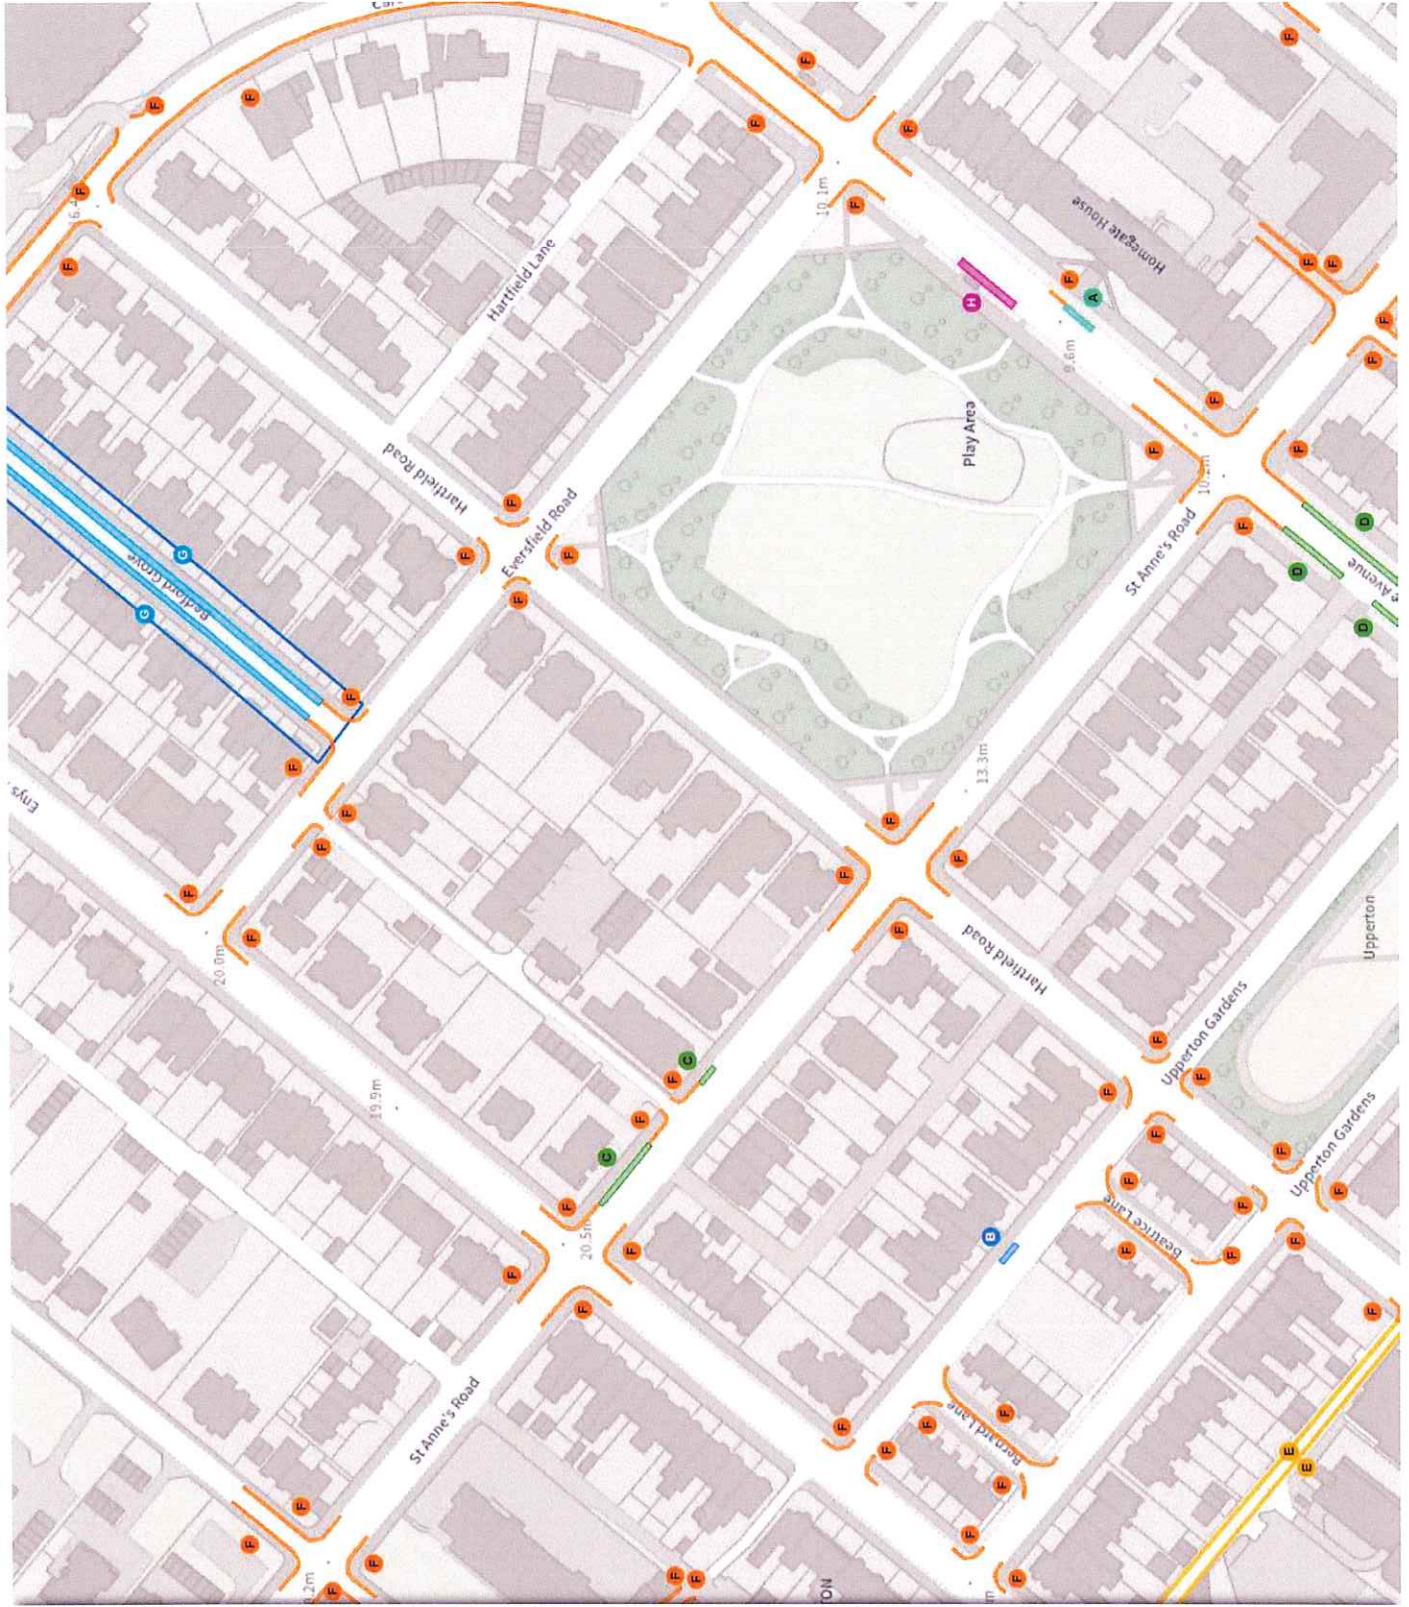 Hartfield Lane
10.1m
Homegate House
Hartfield Road
Eversfield Road
Bedford Grove
Play Area
9.6m
St Anne's Road
10.2m
Avenue
13.3m
Enys
20.0m
Hartfield Road
Upperton Gardens
Upperton
Upperton Gardens
19.9m
20.5m
Beatrice Lane
Bernard Lane
St Anne's Road
A
B
C
C
D
D
D
E
E
F
G
G
H